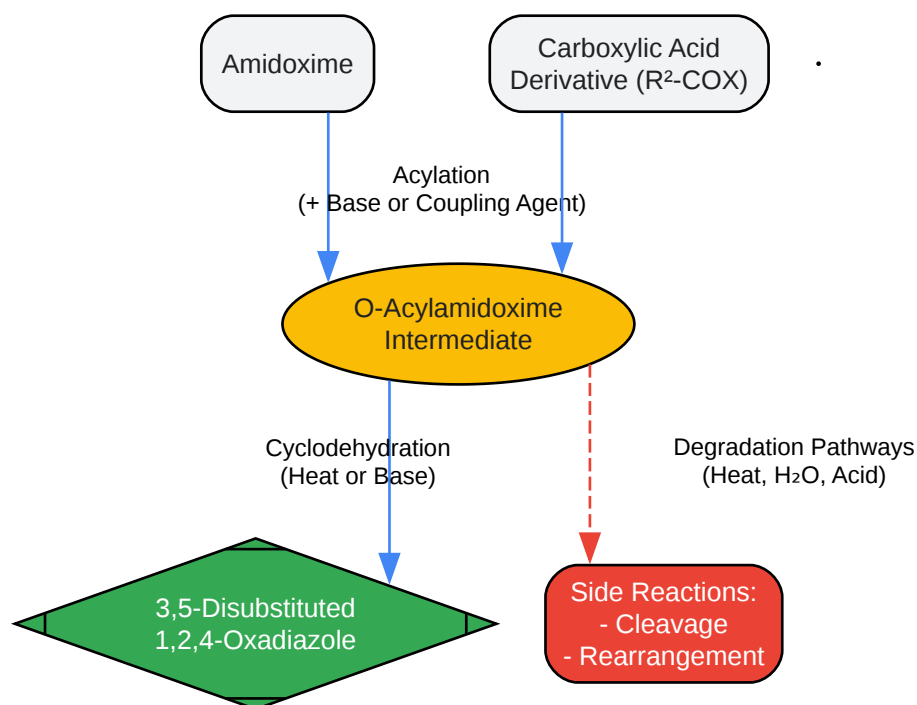 Amidoxime
Carboxylic Acid
Derivative (R²-COX)
.
Acylation
(+ Base or Coupling Agent)
O-Acylamidoxime
Intermediate
Cyclodehydration
(Heat or Base)
Degradation Pathways
(Heat, H₂O, Acid)
3,5-Disubstituted
1,2,4-Oxadiazole
Side Reactions:
- Cleavage
- Rearrangement